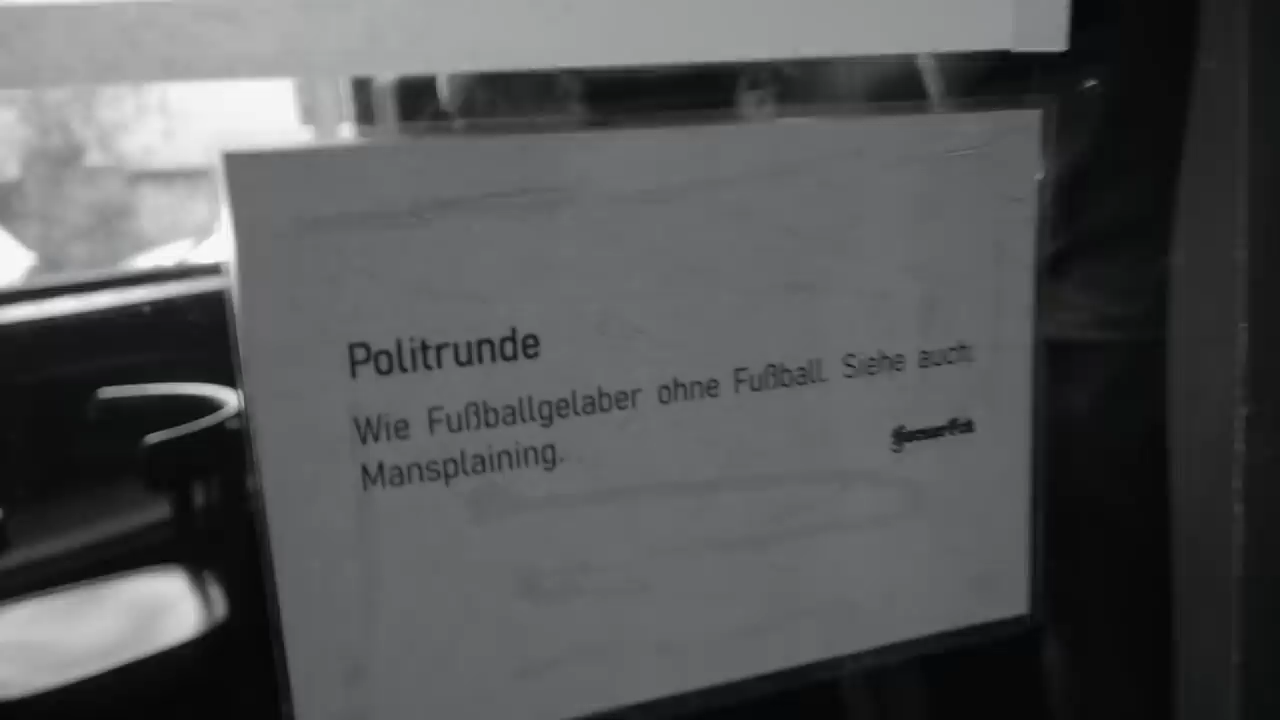 Politrunde
Wie Fußballgelaber ohne Fußball. Siehe auch:
Mansplaining.